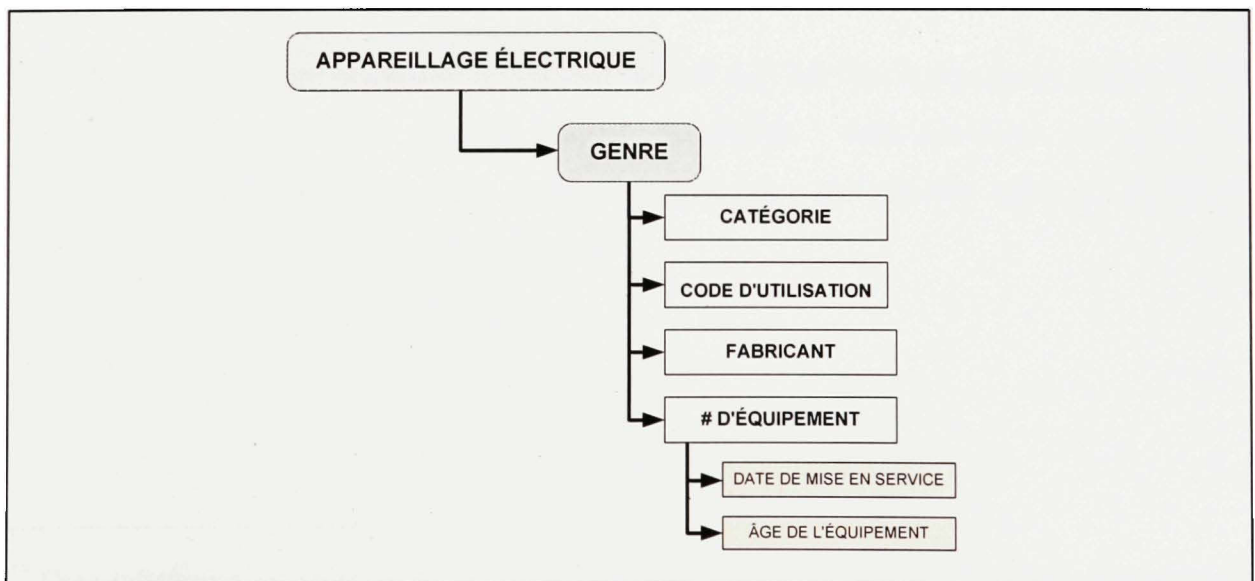 APPAREILLAGE ÉLECTRIQUE
GENRE
CATÉGORIE
CODE D'UTILISATION
FABRICANT
# D'ÉQUIPEMENT
DATE DE MISE EN SERVICE
ÂGE DE L'ÉQUIPEMENT